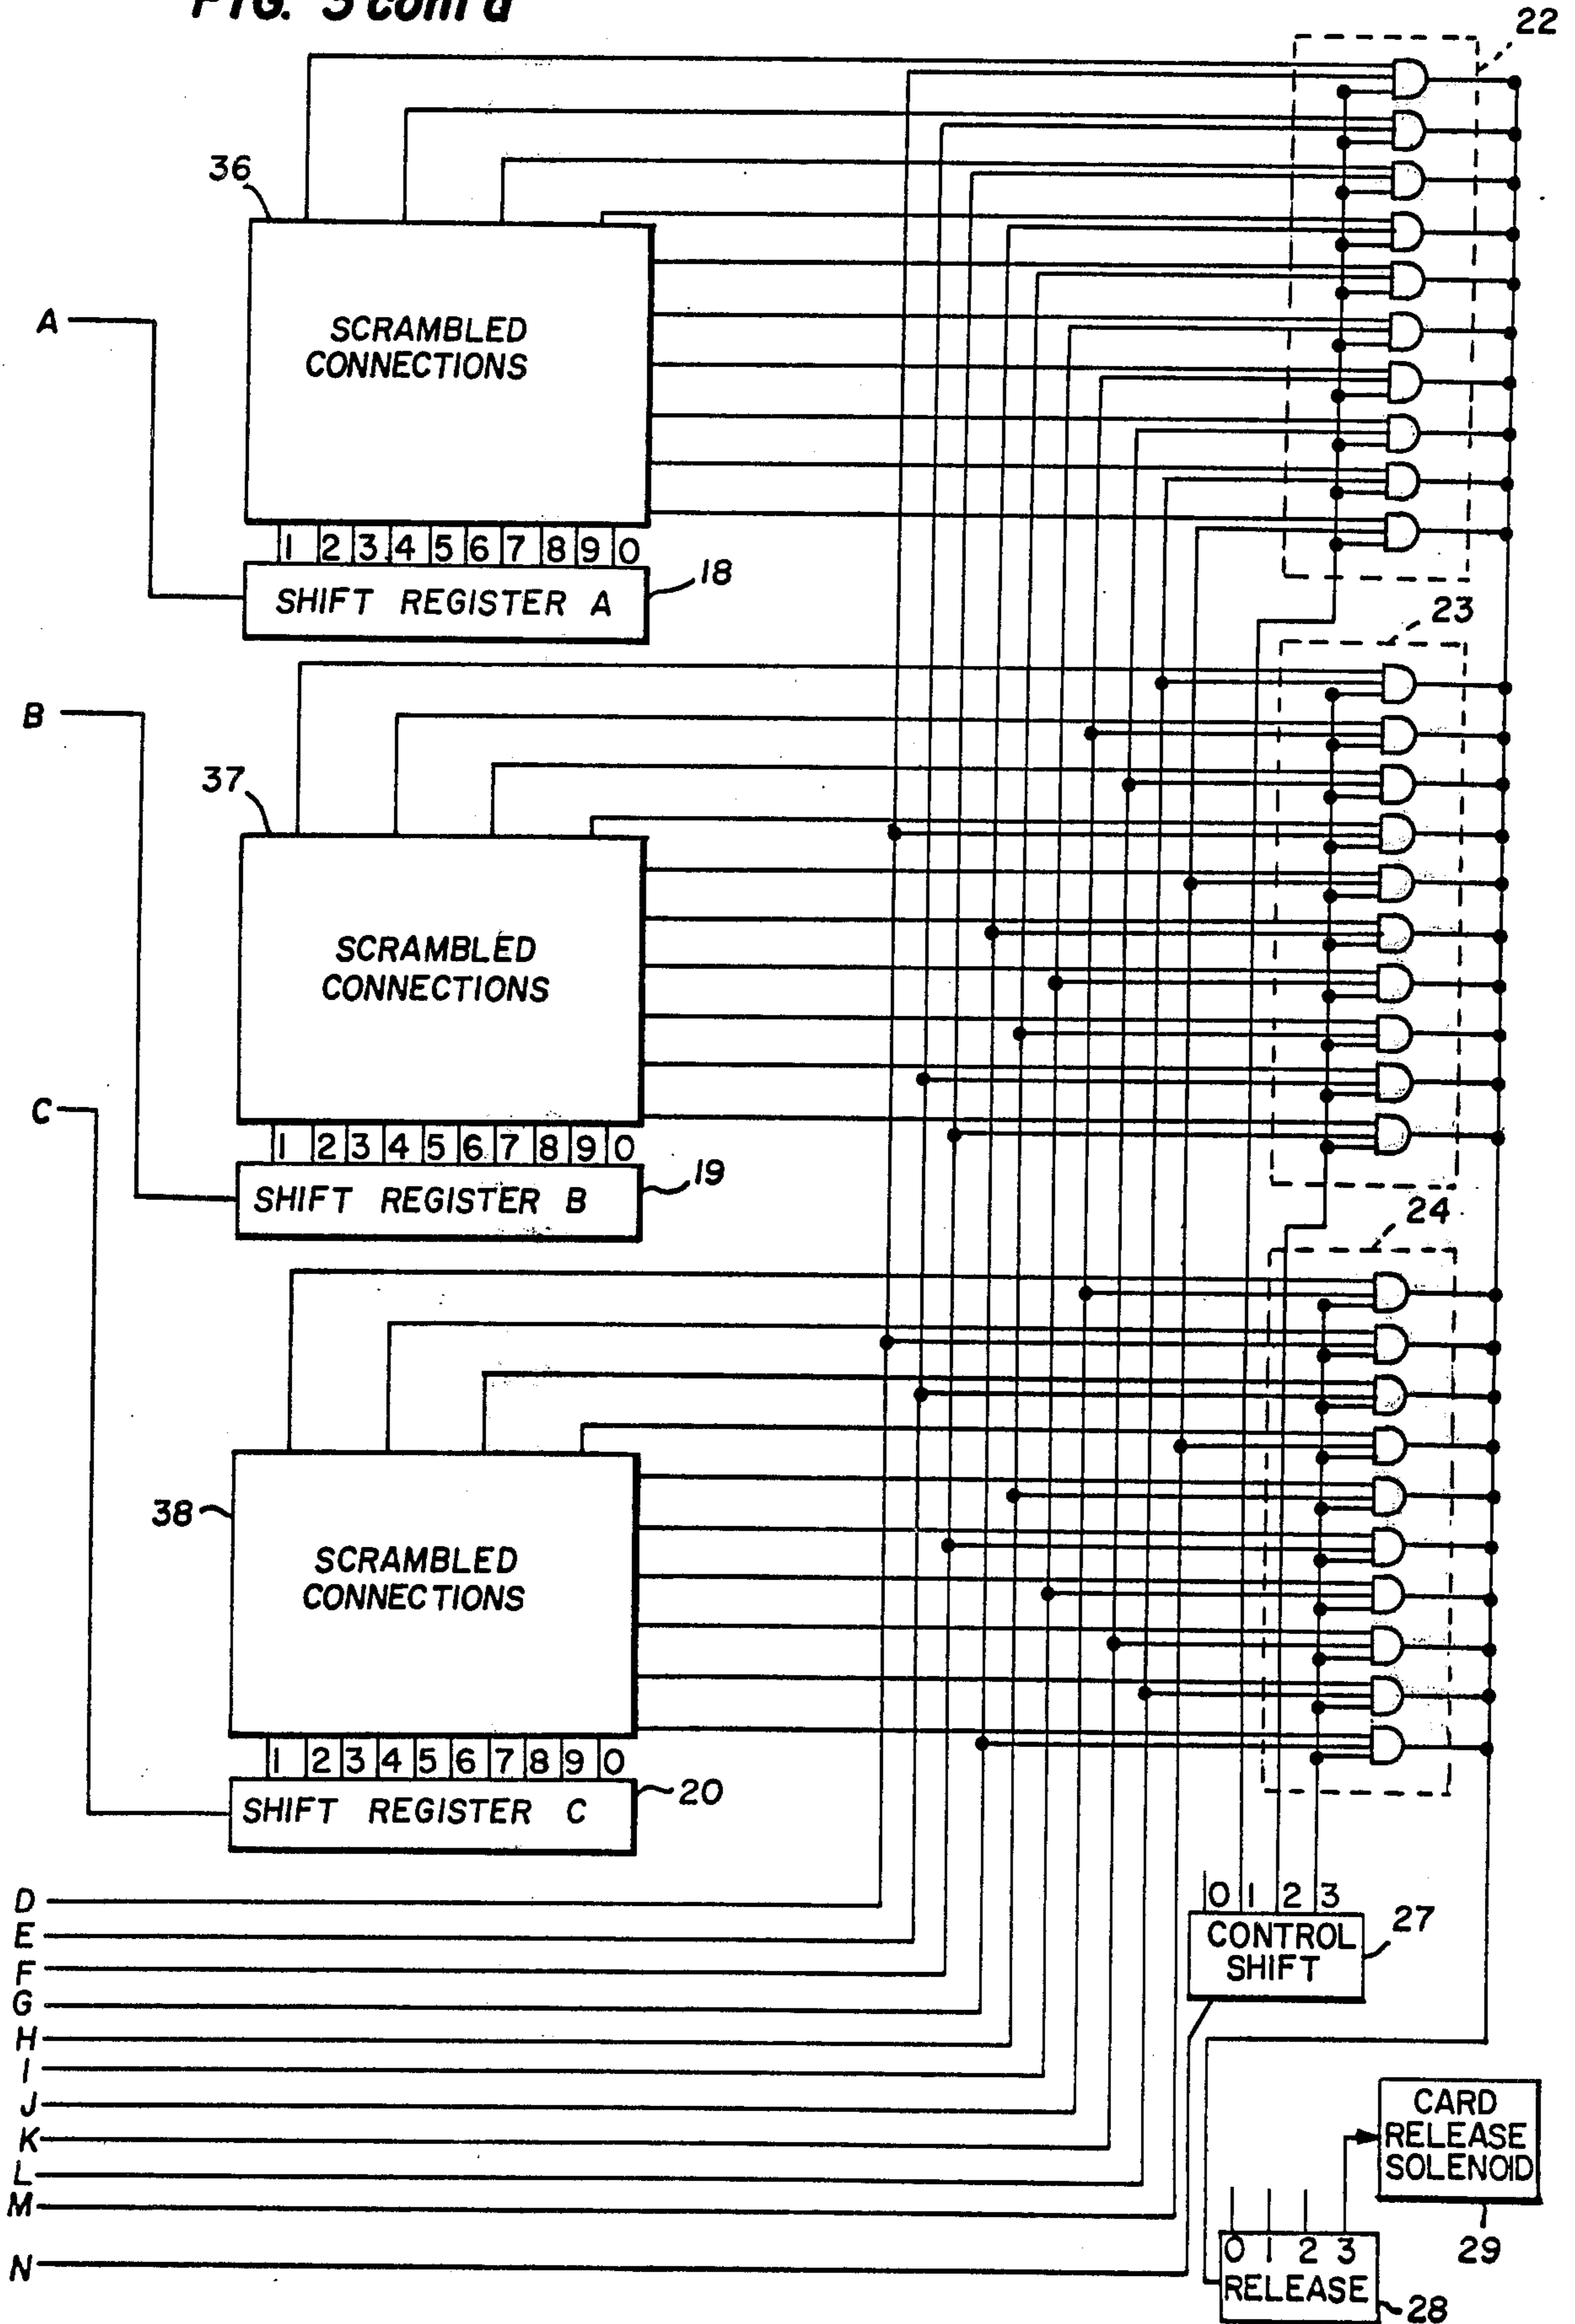 FIG. 3 cont'd
22
36
A
SCRAMBLED
CONNECTIONS
1 2 3 4 5 6 7 8 9 0
18
SHIFT REGISTER A
23
B
37
SCRAMBLED
CONNECTIONS
C
1 2 3 4 5 6 7 8 9 0
19
SHIFT REGISTER B
24
38
SCRAMBLED
CONNECTIONS
1 2 3 4 5 6 7 8 9 0
20
SHIFT REGISTER C
D
E
F
G
H
I
J
K
L
M
N
0 1 2 3
27
CONTROL
SHIFT
CARD
RELEASE
SOLENOID
29
0 1 2 3
RELEASE
28